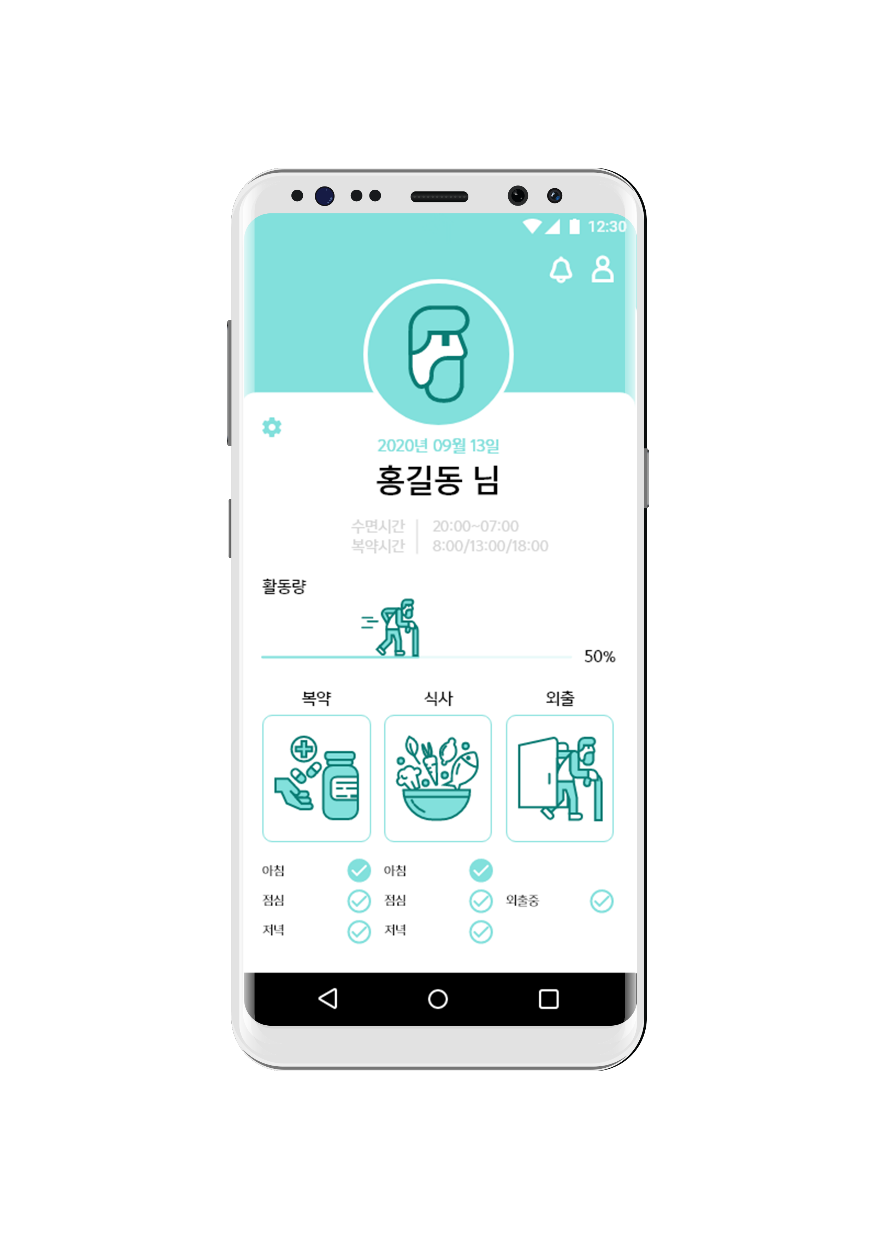 12:30
2020년 09월 13일
홍길동 님
수면시간 20:00~07:00
복약시간 8:00/13:00/18:00
활동량
50%
복약 식사 외출
아침 아침
점심 점심 외출중
저녁 저녁